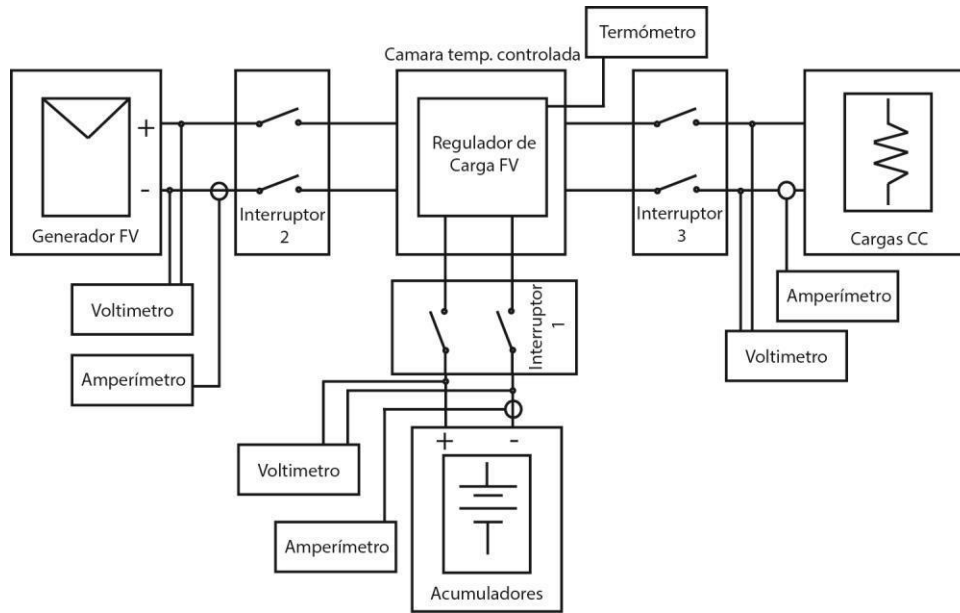 Termómetro
Camara temp. controlada
+
-
Generador FV
Interruptor
2
Regulador de
Carga FV
Interruptor
3
Cargas CC
Voltimetro
Amperímetro
Interruptor
1
Amperímetro
Voltimetro
Voltimetro
Amperímetro
+
-
Acumuladores